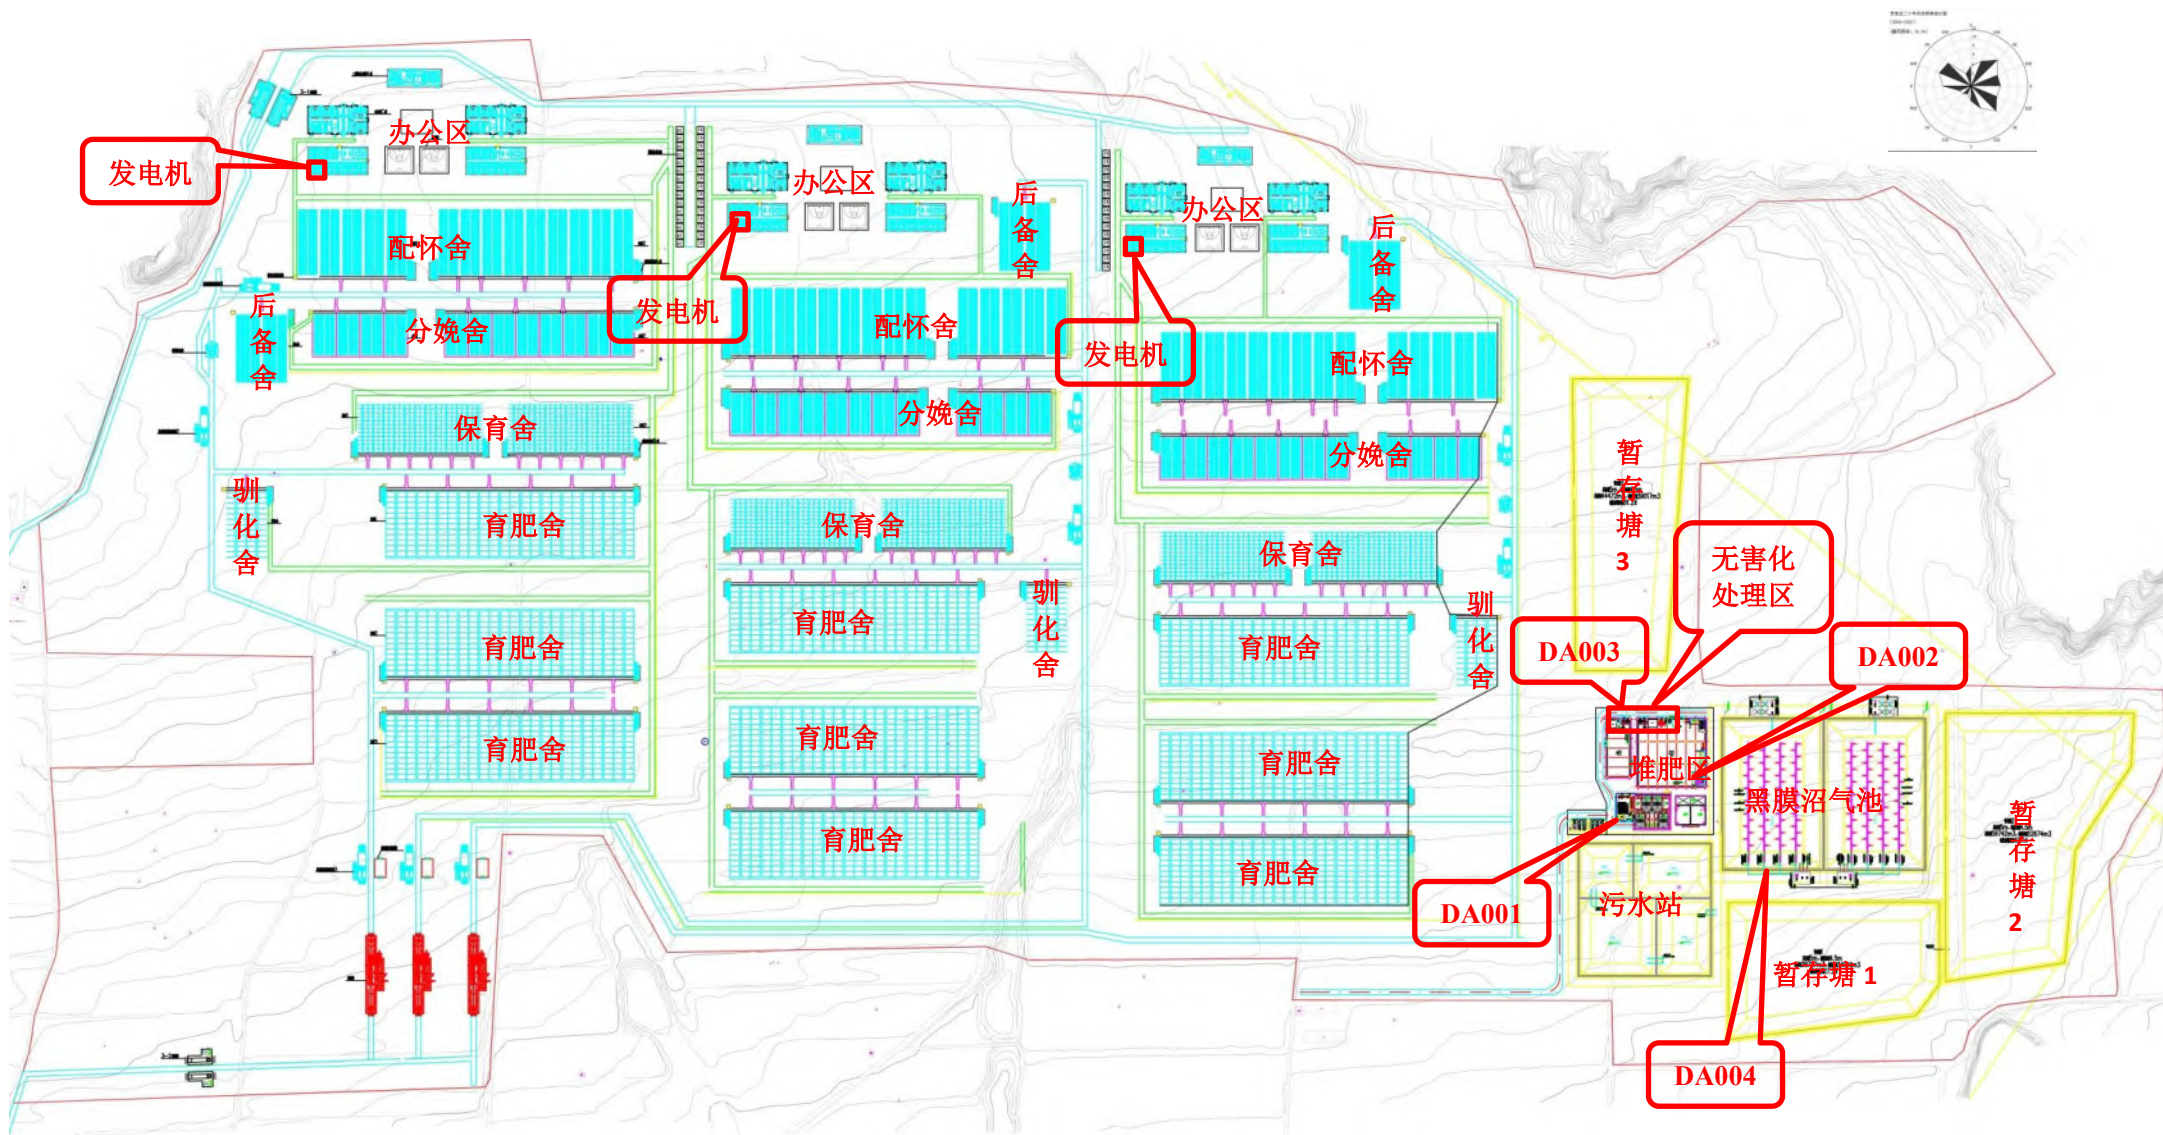 办公区
发电机
配怀舍
后备舍
分娩舍
保育舍
驯化舍
育肥舍
育肥舍
育肥舍
办公区
后备舍
发电机
配怀舍
分娩舍
保育舍
驯化舍
育肥舍
育肥舍
育肥舍
办公区
后备舍
发电机
配怀舍
分娩舍
保育舍
驯化舍
育肥舍
育肥舍
育肥舍
暂存塘3
无害化
处理区
DA003
DA002
堆肥区
黑膜沼气池
暂存塘2
DA001
污水站
暂存塘 1
DA004